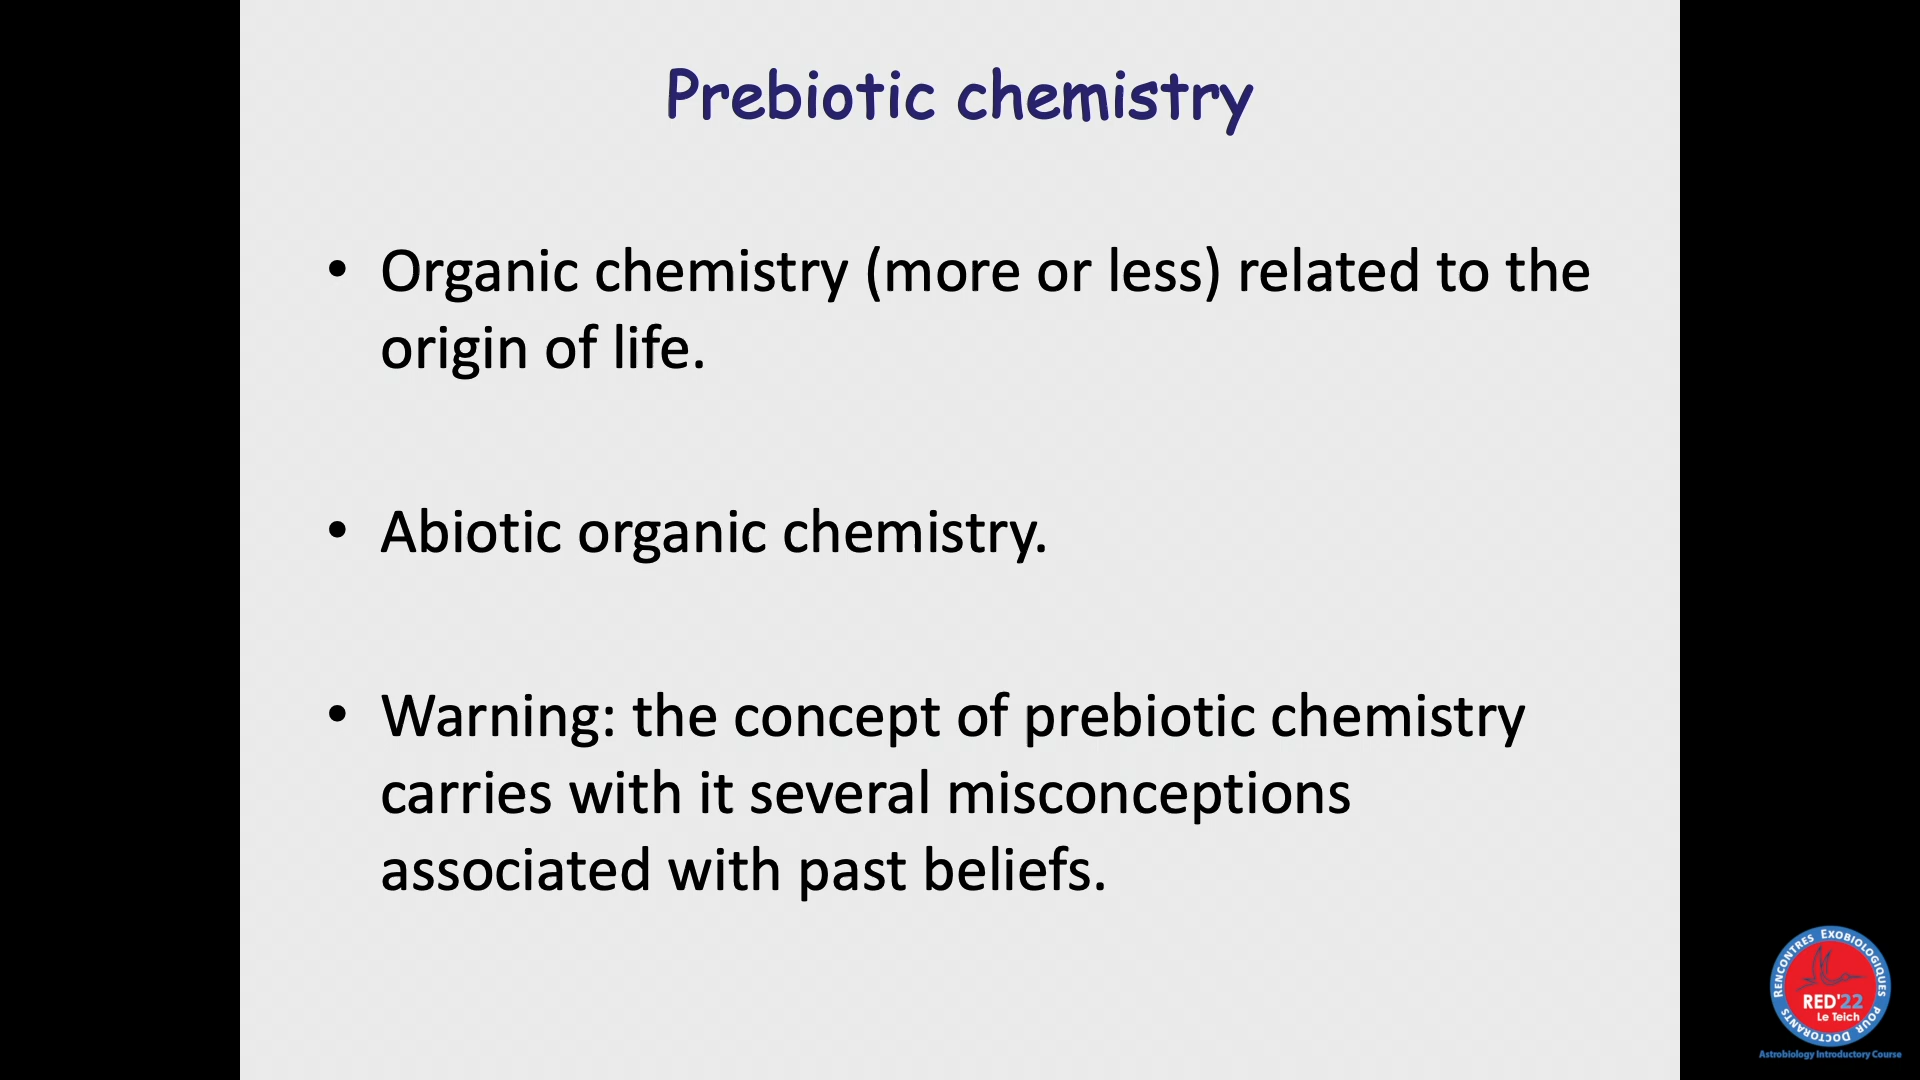 Prebiotic chemistry
• Organic chemistry (more or less) related to the
origin of life.
• Abiotic organic chemistry.
• Warning: the concept of prebiotic chemistry
carries with it several misconceptions
associated with past beliefs.
RENCONTRES EXOBIOLOGIQUES POUR DOCTORANTS
RED'22
Le Teich
Astrobiology Introductory Course